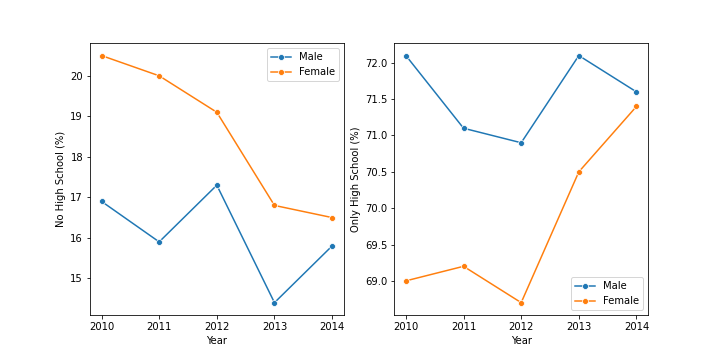 No High School (%)
20
19
18
17
16
15
Male
Female
2010 2011 2012 2013 2014
Year
Only High School (%)
72.0
71.5
71.0
70.5
70.0
69.5
69.0
Male
Female
2010 2011 2012 2013 2014
Year